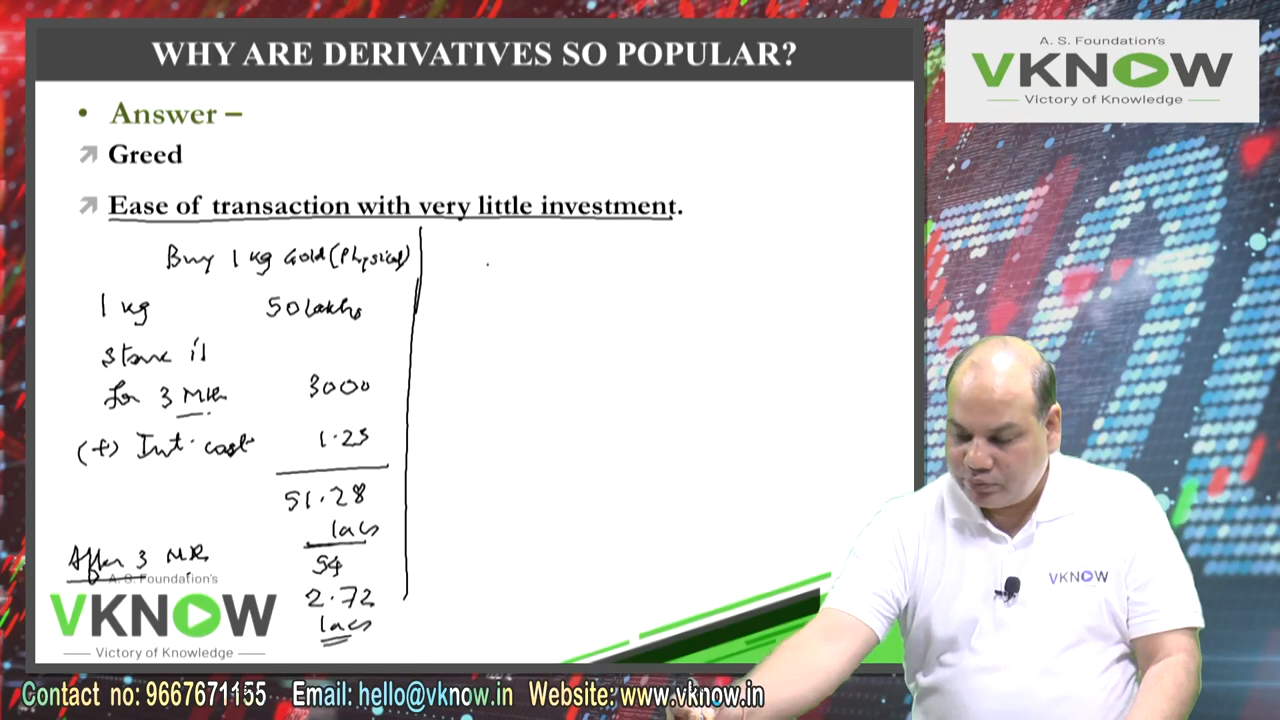 WHY ARE DERIVATIVES SO POPULAR?
A. S. Foundation's
VKNOW
Victory of Knowledge
• Answer –
Greed
Ease of transaction with very little investment.
Buy 1 kg Gold (Physical)
1 kg 50 lakhs
store it
for 3 Mth 3000
(+) Int. cost 1.25
51.28
lacs
After 3 Mth. 54
2.72
lacs
A. S. Foundation's
VKNOW
Victory of Knowledge
VKNOW
Contact no: 9667671155 Email: hello@vknow.in Website: www.vknow.in